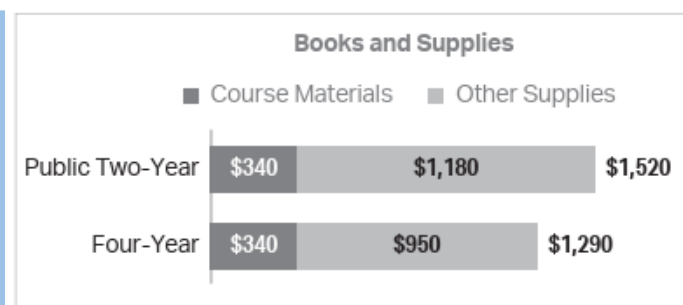 Books and Supplies
Course Materials Other Supplies
Public Two-Year $340 $1,180 $1,520
Four-Year $340 $950 $1,290